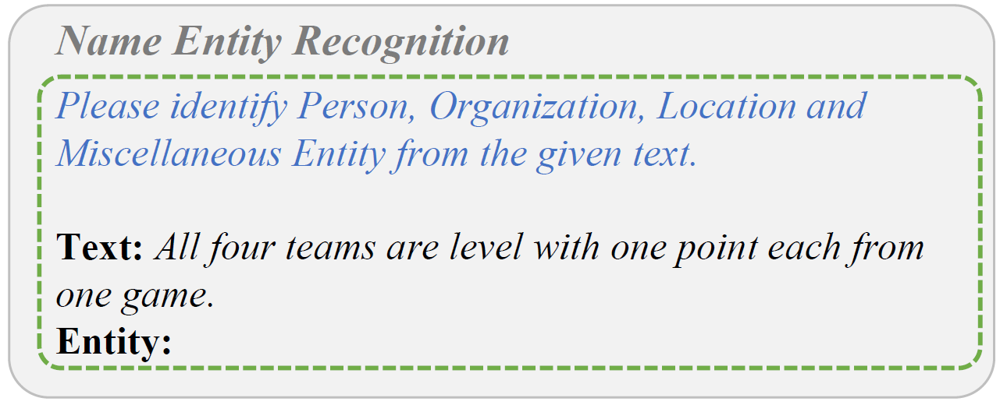 Name Entity Recognition
Please identify Person, Organization, Location and
Miscellaneous Entity from the given text.
Text: All four teams are level with one point each from
one game.
Entity: